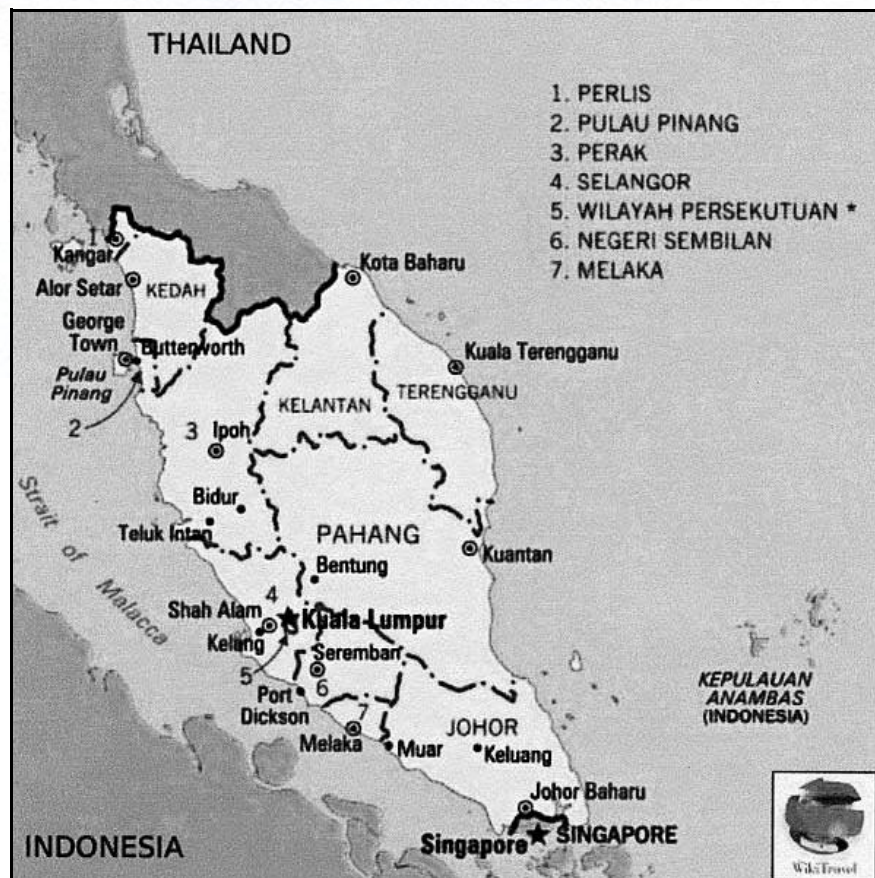 THAILAND
1. PERLIS
2. PULAU PINANG
3. PERAK
4. SELANGOR
5. WILAYAH PERSEKUTUAN *
6. NEGERI SEMBILAN
7. MELAKA
1
Kangar
Kota Baharu
Alor Setar
KEDAH
George
Town
Butterworth
Kuala Terengganu
Pulau
Pinang
KELANTAN
TERENGGANU
2
3
Ipoh
Bidur
Strait of Malacca
Teluk Intan
PAHANG
Kuantan
Bentung
4
Shah Alam
Kuala Lumpur
Kelang
Seremban
5
6
KEPULAUAN
ANAMBAS
(INDONESIA)
Port
Dickson
7
Melaka
JOHOR
Muar
Keluang
Johor Baharu
Singapore
SINGAPORE
INDONESIA
WikiTravel